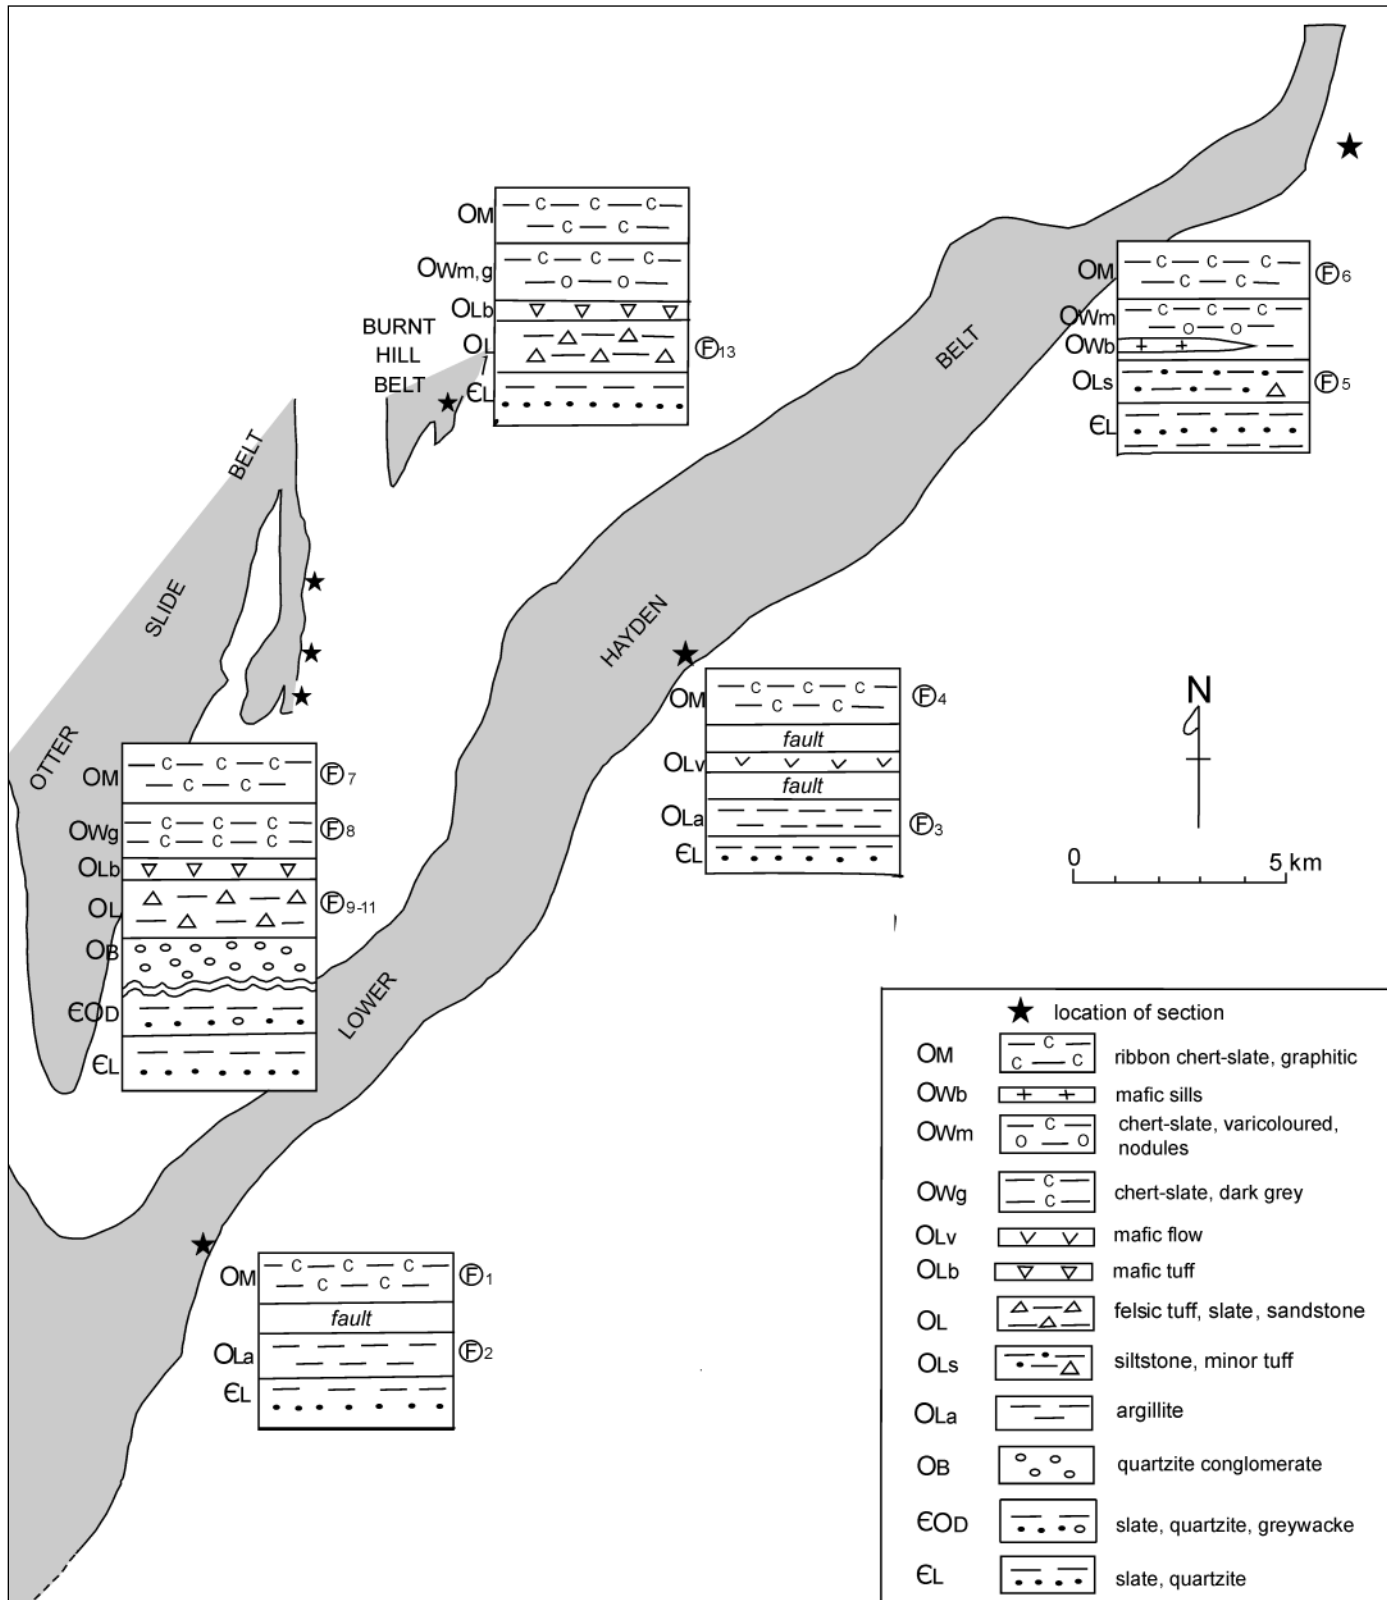 OM
OWm,g
OLb
OL
ЄL
F13
BURNT
HILL
BELT
OM
OWm
OWb
OLs
ЄL
F6
F5
BELT
HAYDEN
LOWER
BELT
SLIDE
OTTER
OM
OLv
OLa
ЄL
fault
fault
F4
F3
N
0 5 km
OM
OWg
OLb
OL
OB
ЄOD
ЄL
F7
F8
F9-11
OM
OLa
ЄL
fault
F1
F2
★ location of section
OM ribbon chert-slate, graphitic
OWb mafic sills
OWm chert-slate, varicoloured,
nodules
OWg chert-slate, dark grey
OLv mafic flow
OLb mafic tuff
OL felsic tuff, slate, sandstone
OLs siltstone, minor tuff
OLa argillite
OB quartzite conglomerate
ЄOD slate, quartzite, greywacke
ЄL slate, quartzite